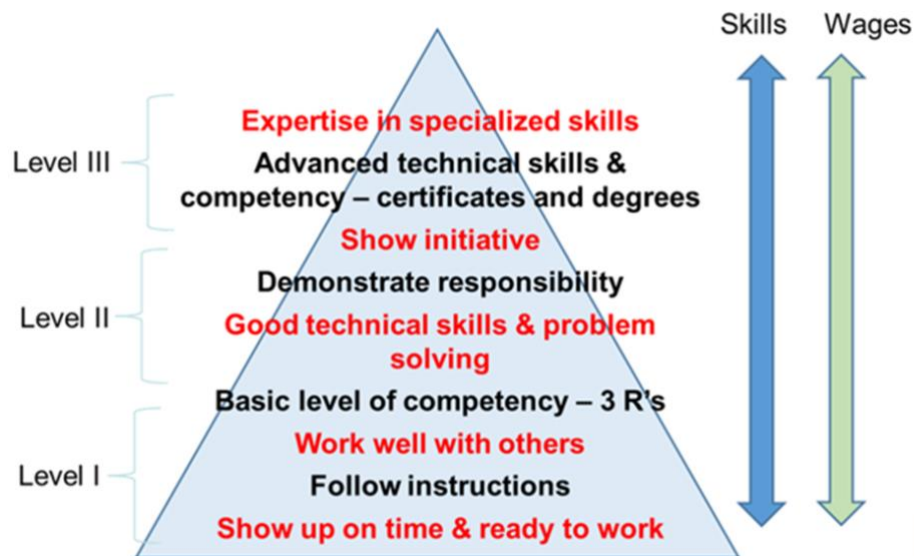 Skills Wages
Expertise in specialized skills
Level III
Advanced technical skills &
competency – certificates and degrees
Show initiative
Demonstrate responsibility
Level II
Good technical skills & problem
solving
Basic level of competency – 3 R's
Work well with others
Level I
Follow instructions
Show up on time & ready to work